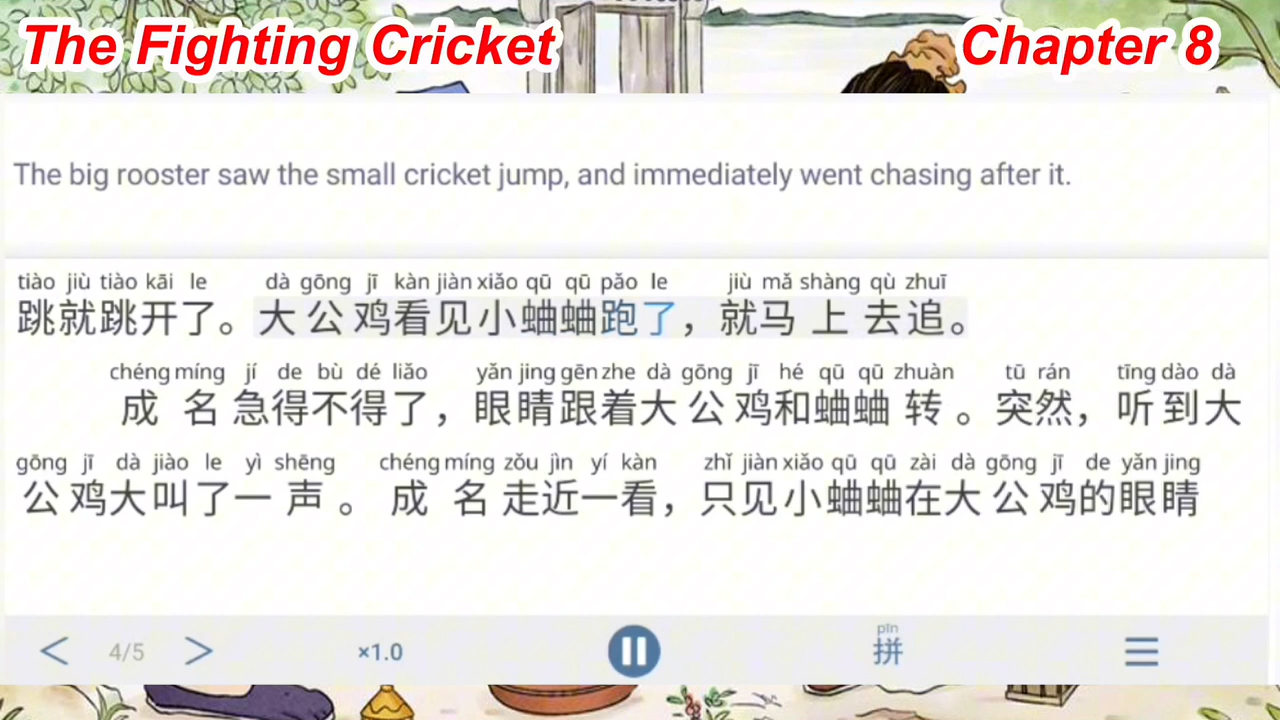 The Fighting Cricket
Chapter 8
The big rooster saw the small cricket jump, and immediately went chasing after it.
tiào jiù tiào kāi le dà gōng jī kàn jiàn xiǎo qū qū pǎo le jiù mǎ shàng qù zhuī
跳就跳开了。大公鸡看见小蛐蛐跑了，就马上去追。
chéng míng jí de bù dé liǎo yǎn jing gēn zhe dà gōng jī hé qū qū zhuàn tū rán tīng dào dà
成名急得不得了，眼睛跟着大公鸡和蛐蛐转。突然，听到大
gōng jī dà jiào le yì shēng chéng míng zǒu jìn yí kàn zhǐ jiàn xiǎo qū qū zài dà gōng jī de yǎn jing
公鸡大叫了一声。成名走近一看，只见小蛐蛐在大公鸡的眼睛
< 4/5 > ×1.0 pīn
拼